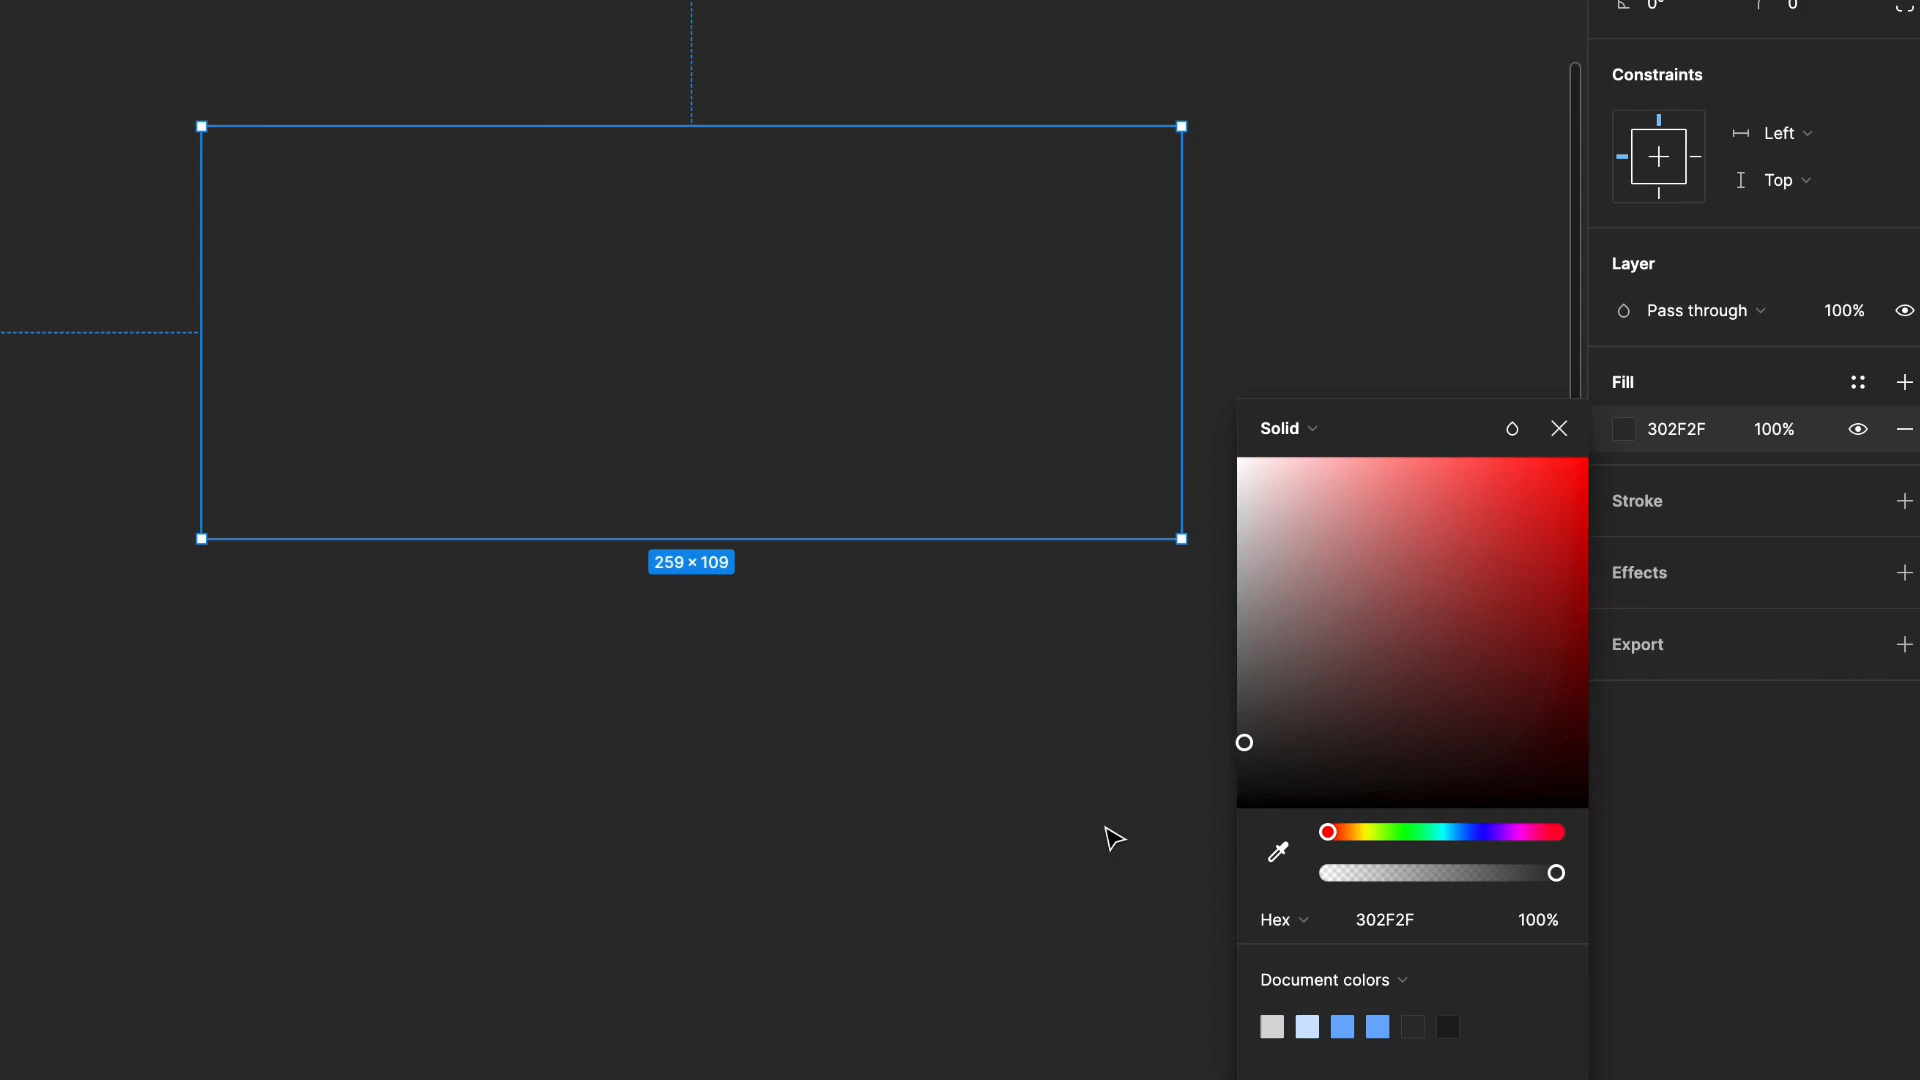 0°
0
Constraints
Left
Top
Layer
Pass through
100%
Fill
302F2F
100%
Stroke
Effects
Export
259 × 109
Solid
Hex
302F2F
100%
Document colors